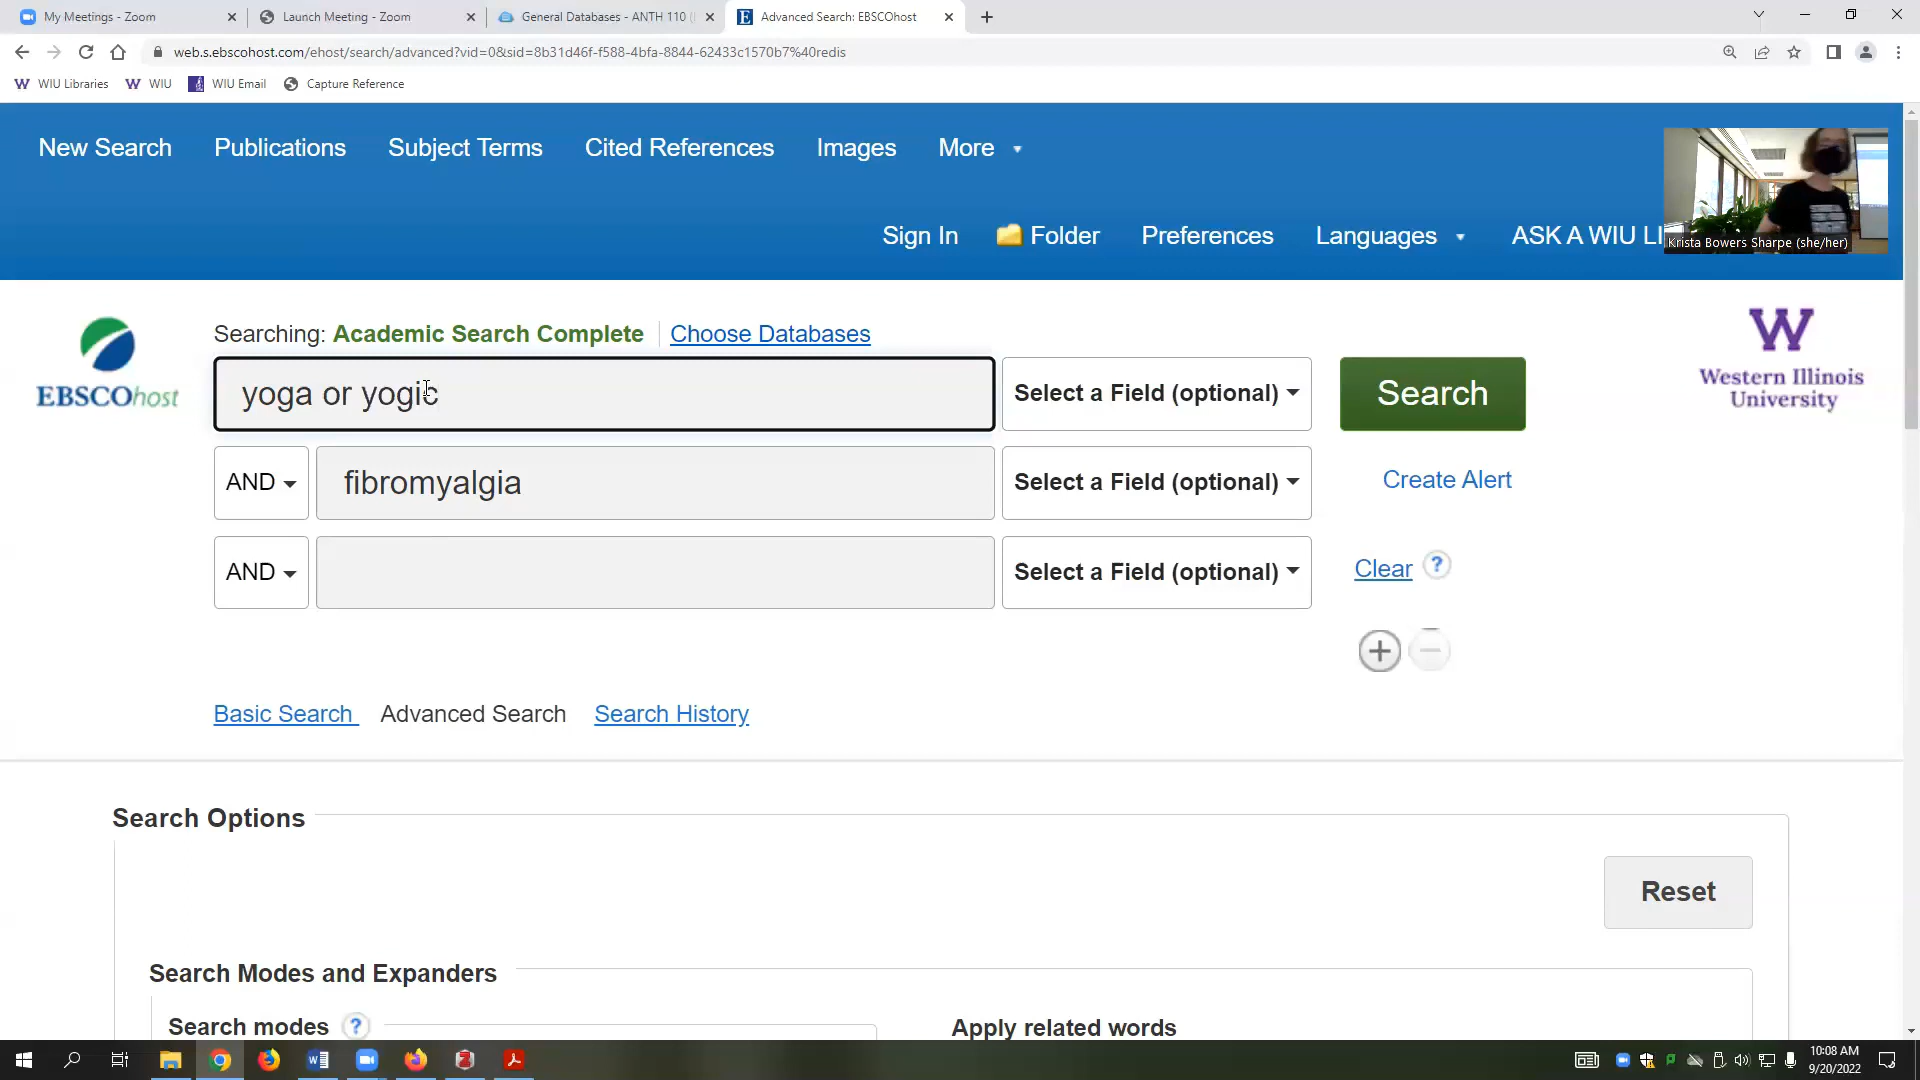 My Meetings - Zoom
Launch Meeting - Zoom
General Databases - ANTH 110 (
Advanced Search: EBSCOhost
web.s.ebscohost.com/ehost/search/advanced?vid=0&sid=8b31d46f-f588-4bfa-8844-62433c1570b7%40redis
WIU Libraries
WIU
WIU Email
Capture Reference
New Search
Publications
Subject Terms
Cited References
Images
More
Sign In
Folder
Preferences
Languages
ASK A WIU LI
Krista Bowers Sharpe (she/her)
EBSCOhost
Searching: Academic Search Complete
Choose Databases
yoga or yogic
Select a Field (optional)
Search
Western Illinois
University
AND
fibromyalgia
Select a Field (optional)
Create Alert
AND
Select a Field (optional)
Clear
Basic Search
Advanced Search
Search History
Search Options
Reset
Search Modes and Expanders
Search modes
Apply related words
10:08 AM
9/20/2022